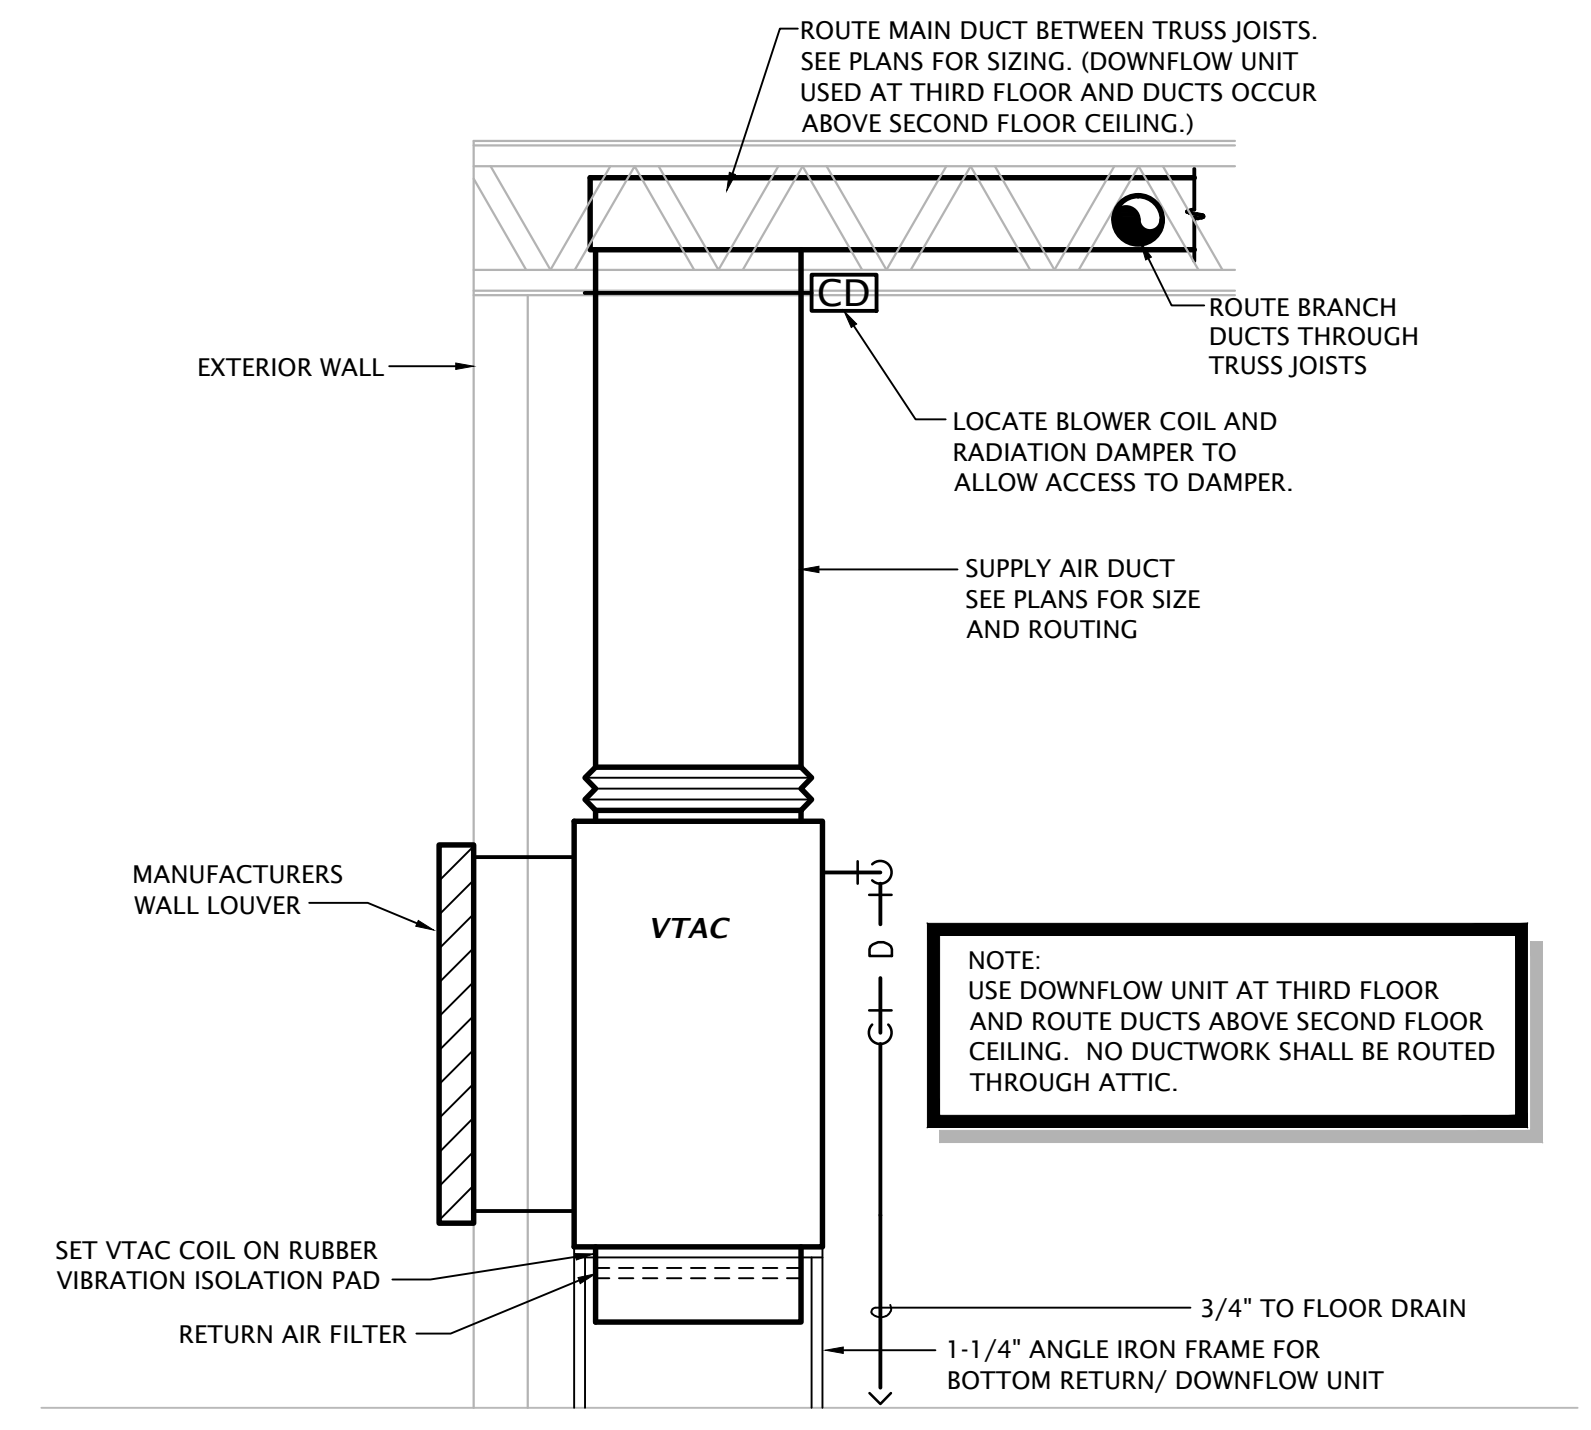 ROUTE MAIN DUCT BETWEEN TRUSS JOISTS.
SEE PLANS FOR SIZING. (DOWNFLOW UNIT
USED AT THIRD FLOOR AND DUCTS OCCUR
ABOVE SECOND FLOOR CEILING.)
CD
ROUTE BRANCH
DUCTS THROUGH
TRUSS JOISTS
EXTERIOR WALL
LOCATE BLOWER COIL AND
RADIATION DAMPER TO
ALLOW ACCESS TO DAMPER.
SUPPLY AIR DUCT
SEE PLANS FOR SIZE
AND ROUTING
MANUFACTURERS
WALL LOUVER
VTAC
D
NOTE:
USE DOWNFLOW UNIT AT THIRD FLOOR
AND ROUTE DUCTS ABOVE SECOND FLOOR
CEILING.  NO DUCTWORK SHALL BE ROUTED
THROUGH ATTIC.
SET VTAC COIL ON RUBBER
VIBRATION ISOLATION PAD
RETURN AIR FILTER
3/4" TO FLOOR DRAIN
1-1/4" ANGLE IRON FRAME FOR
BOTTOM RETURN/ DOWNFLOW UNIT